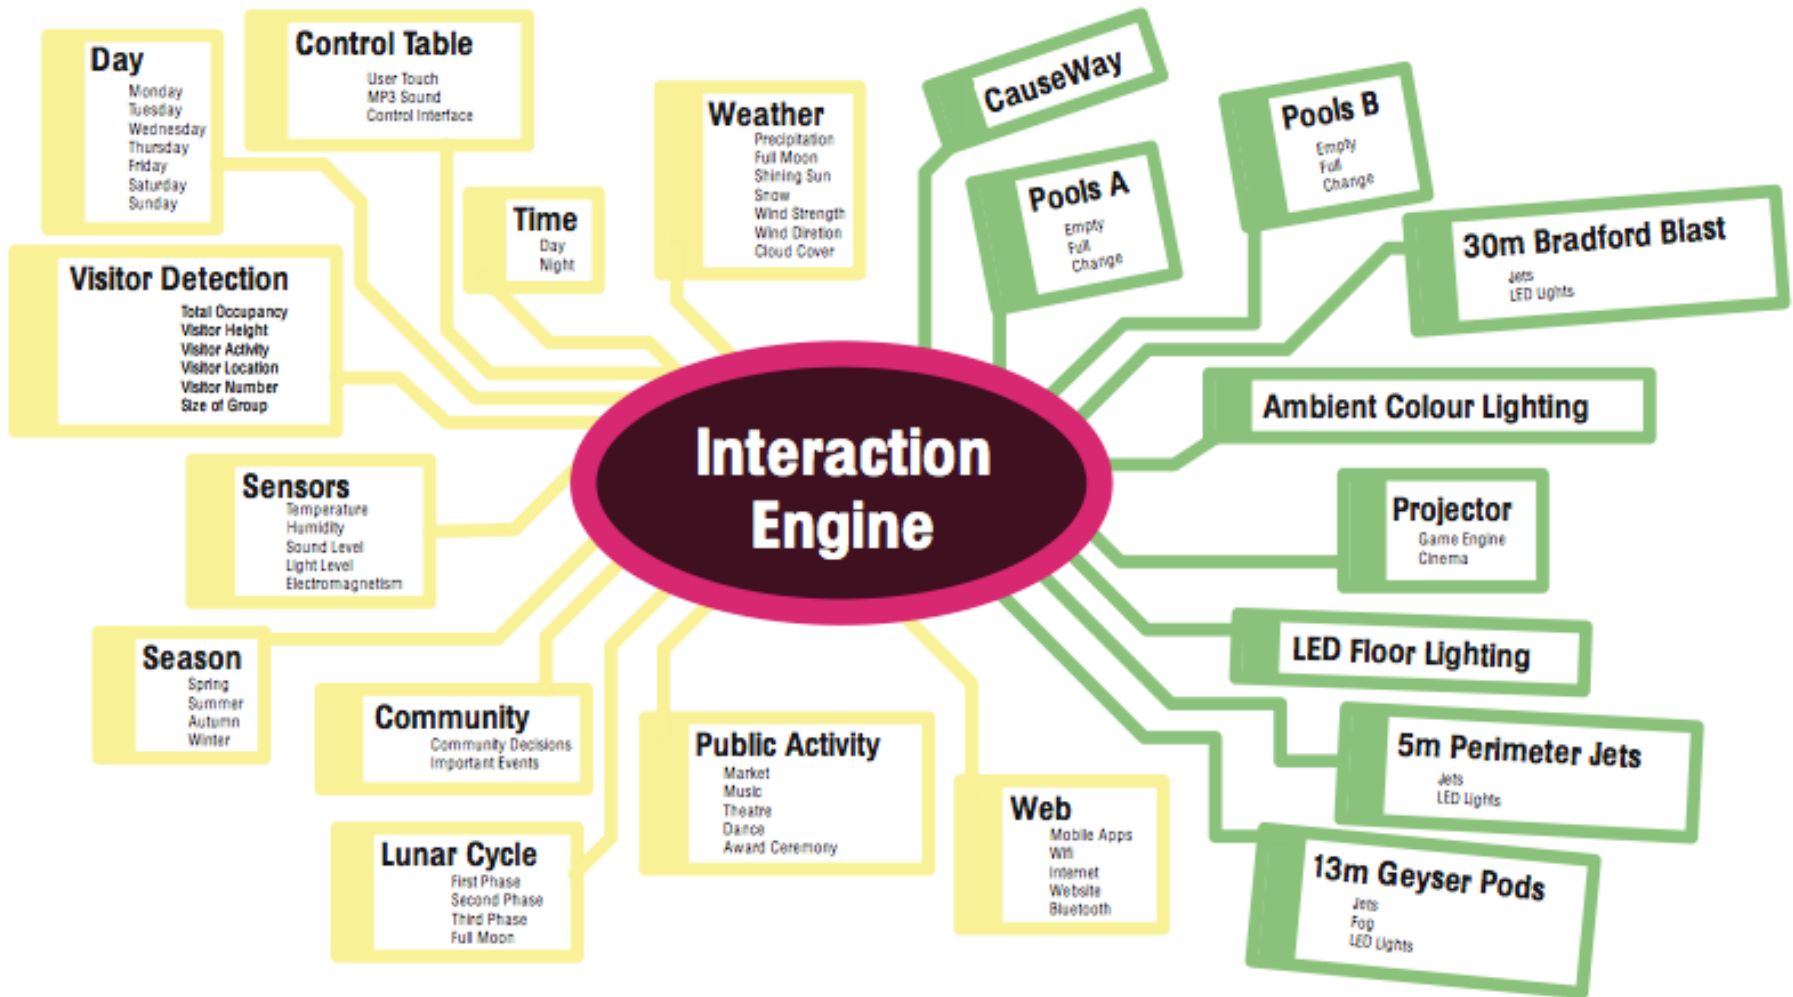 Day
Monday
Tuesday
Wednesday
Thursday
Friday
Saturday
Sunday
Control Table
User Touch
MP3 Sound
Control Interface
Time
Day
Night
Weather
Precipitation
Full Moon
Shining Sun
Snow
Wind Strength
Wind Diretion
Cloud Cover
Visitor Detection
Total Occupancy
Visitor Height
Visitor Activity
Visitor Location
Visitor Number
Size of Group
Sensors
Temperature
Humidity
Sound Level
Light Level
Electromagnetism
Season
Spring
Summer
Autumn
Winter
Community
Community Decisions
Important Events
Lunar Cycle
First Phase
Second Phase
Third Phase
Full Moon
Public Activity
Market
Music
Theatre
Dance
Award Ceremony
Web
Mobile Apps
Wifi
Internet
Website
Bluetooth
Interaction
Engine
CauseWay
Pools A
Empty
Full
Change
Pools B
Empty
Full
Change
30m Bradford Blast
Jets
LED Lights
Ambient Colour Lighting
Projector
Game Engine
Cinema
LED Floor Lighting
5m Perimeter Jets
Jets
LED Lights
13m Geyser Pods
Jets
Fog
LED Lights